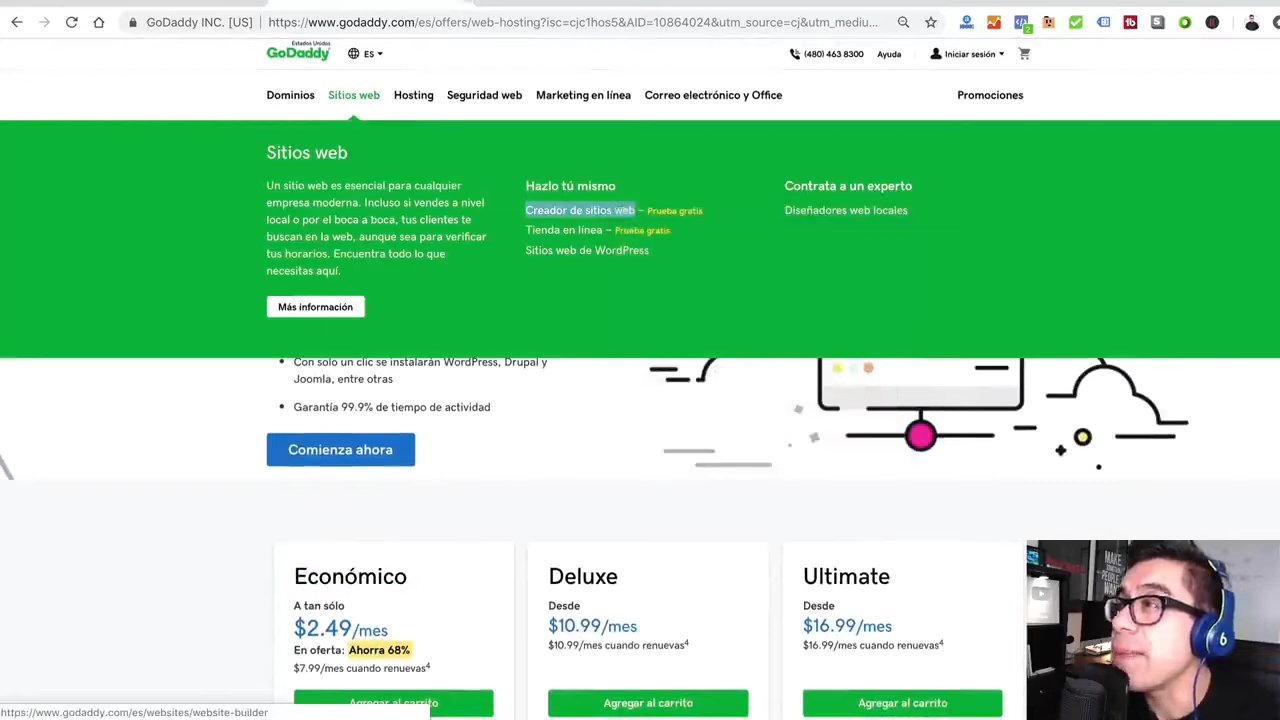 GoDaddy INC. [US]
https://www.godaddy.com/es/offers/web-hosting?isc=cjc1hos5&AID=10864024&utm_source=cj&utm_mediu...
Estados Unidos
GoDaddy
ES
(480) 463 8300
Ayuda
Iniciar sesión
Dominios
Sitios web
Hosting
Seguridad web
Marketing en línea
Correo electrónico y Office
Promociones
Sitios web
Un sitio web es esencial para cualquier
empresa moderna. Incluso si vendes a nivel
local o por el boca a boca, tus clientes te
buscan en la web, aunque sea para verificar
tus horarios. Encuentra todo lo que
necesitas aquí.
Más información
Hazlo tú mismo
Creador de sitios web – Prueba gratis
Tienda en línea – Prueba gratis
Sitios web de WordPress
Contrata a un experto
Diseñadores web locales
• Con solo un clic se instalarán WordPress, Drupal y
Joomla, entre otras
• Garantía 99.9% de tiempo de actividad
Comienza ahora
Económico
A tan sólo
$2.49/mes
En oferta: Ahorra 68%
$7.99/mes cuando renuevas4
Agregar al carrito
Deluxe
Desde
$10.99/mes
$10.99/mes cuando renuevas4
Agregar al carrito
Ultimate
Desde
$16.99/mes
$16.99/mes cuando renuevas4
Agregar al carrito
https://www.godaddy.com/es/websites/website-builder
MAKE
PEOPLE